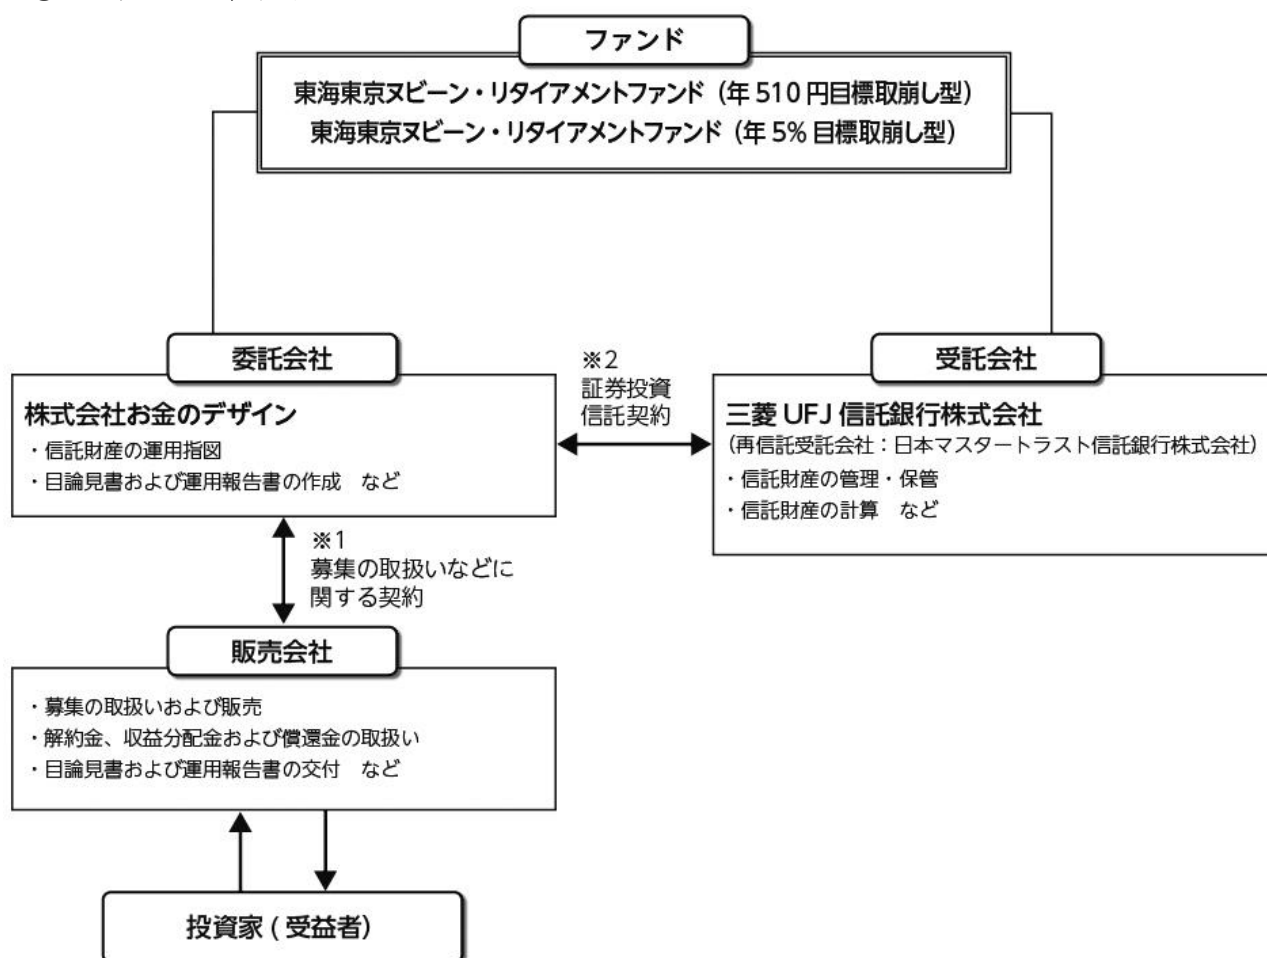 ファンド
東海東京ヌビーン・リタイアメントファンド（年 510 円目標取崩し型）
東海東京ヌビーン・リタイアメントファンド（年 5% 目標取崩し型）
委託会社
株式会社お金のデザイン
・信託財産の運用指図
・目論見書および運用報告書の作成　など
※2
証券投資
信託契約
受託会社
三菱 UFJ 信託銀行株式会社
（再信託受託会社：日本マスタートラスト信託銀行株式会社）
・信託財産の管理・保管
・信託財産の計算　など
※1
募集の取扱いなどに
関する契約
販売会社
・募集の取扱いおよび販売
・解約金、収益分配金および償還金の取扱い
・目論見書および運用報告書の交付　など
投資家 ( 受益者）